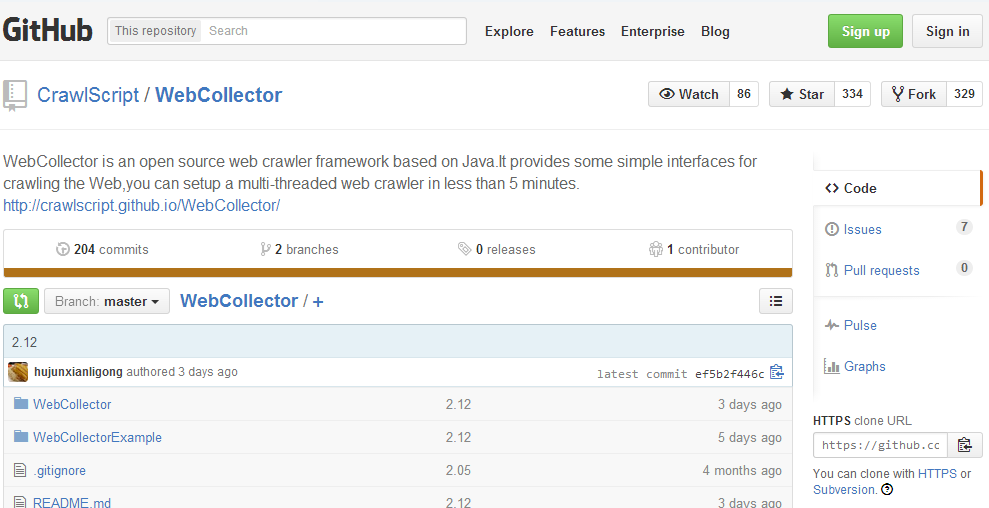 GitHub This repository Search Explore Features Enterprise Blog Sign up Sign in
CrawlScript / WebCollector Watch 86 Star 334 Fork 329
WebCollector is an open source web crawler framework based on Java.It provides some simple interfaces for
crawling the Web,you can setup a multi-threaded web crawler in less than 5 minutes.
http://crawlscript.github.io/WebCollector/
204 commits 2 branches 0 releases 1 contributor
Branch: master WebCollector / +
2.12
hujunxianligong authored 3 days ago latest commit ef5b2f446c
WebCollector 2.12 3 days ago
WebCollectorExample 2.12 5 days ago
.gitignore 2.05 4 months ago
README.md 2.12 3 days ago
<> Code
Issues 7
Pull requests 0
Pulse
Graphs
HTTPS clone URL
https://github.cc
You can clone with HTTPS or
Subversion. ?